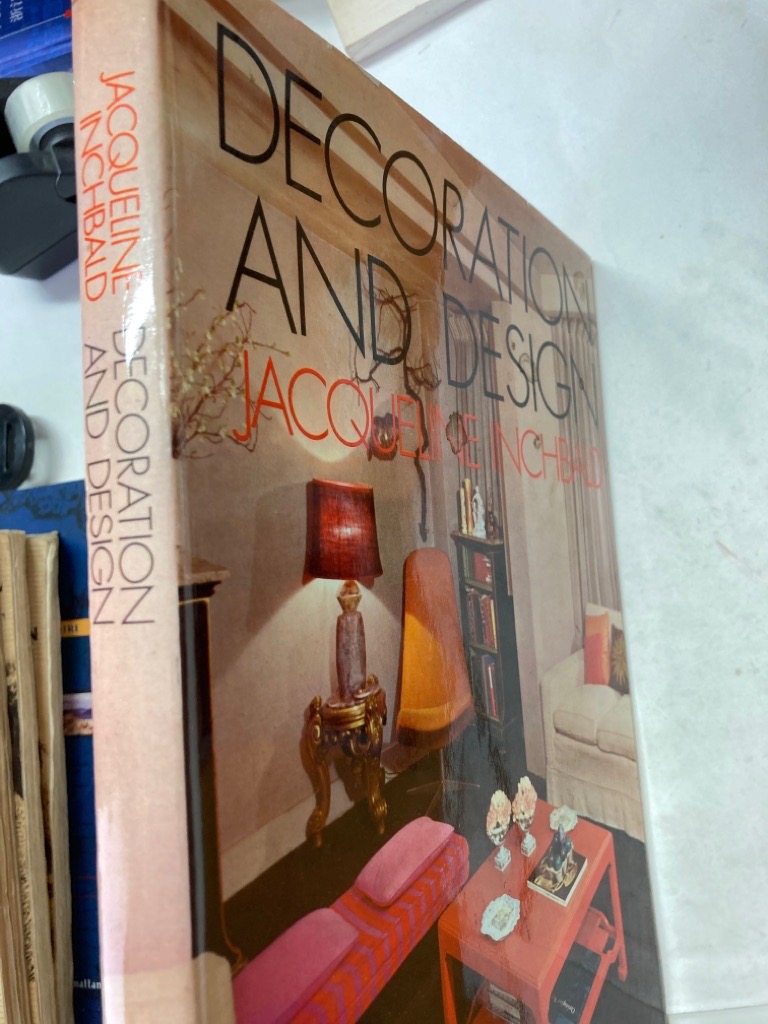 DECORATION
AND DESIGN
JACQUELINE INCHBALD
JACQUELINE
INCHBALD
DECORATION
AND DESIGN